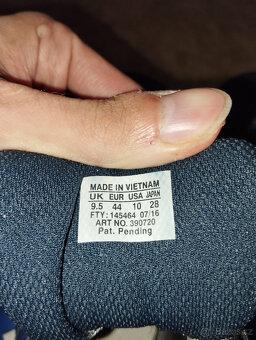 MADE IN VIETNAM
UK EUR USA JAPAN
9.5 44 10 28
FTY: 145464 07/16
ART NO. 390720
Pat. Pending